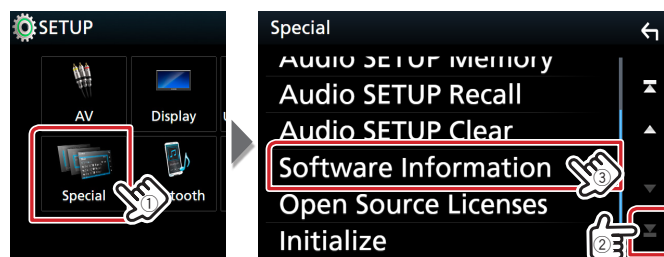 SETUP
AV
Display
Special
tooth
①
Special
Audio SETUP Memory
Audio SETUP Recall
Audio SETUP Clear
Software Information
③
Open Source Licenses
Initialize
②